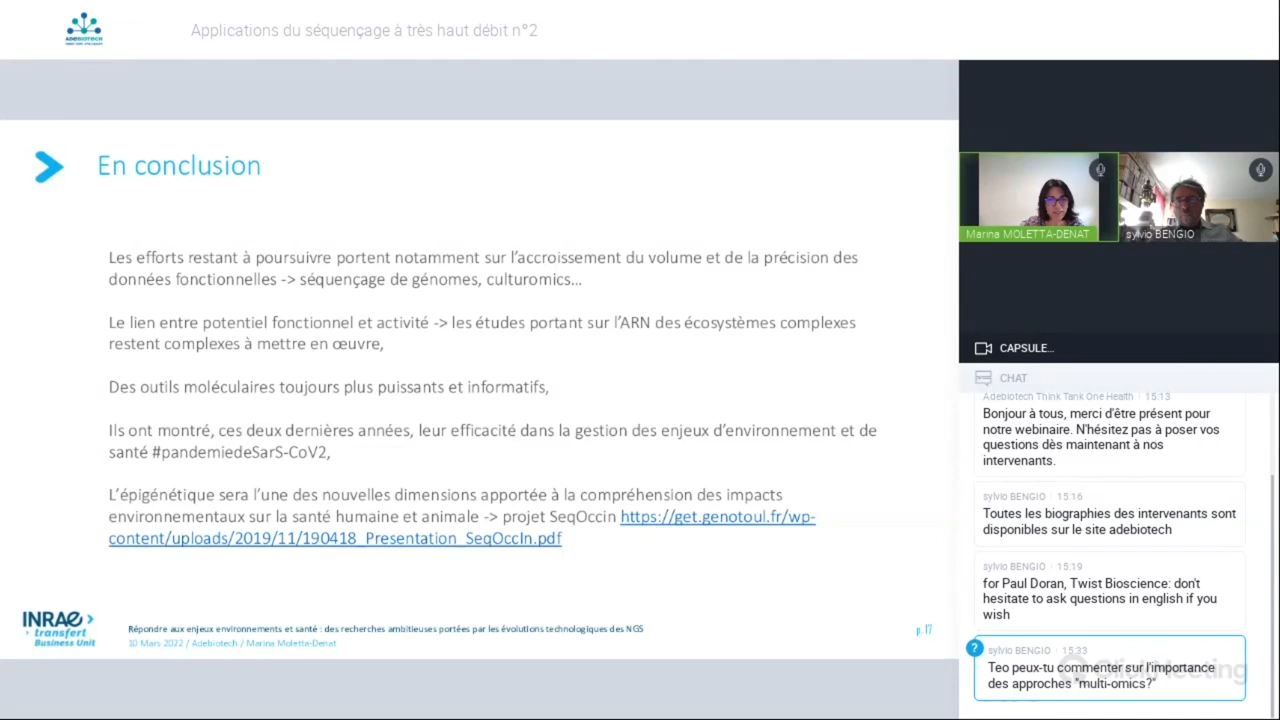 ADEBIOTECH
Applications du séquençage à très haut débit n°2
En conclusion
Les efforts restant à poursuivre portent notamment sur l'accroissement du volume et de la précision des
données fonctionnelles -> séquençage de génomes, culturomics...
Le lien entre potentiel fonctionnel et activité -> les études portant sur l'ARN des écosystèmes complexes
restent complexes à mettre en œuvre,
Des outils moléculaires toujours plus puissants et informatifs,
Ils ont montré, ces deux dernières années, leur efficacité dans la gestion des enjeux d'environnement et de
santé #pandemiedeSarS-CoV2,
L'épigénétique sera l'une des nouvelles dimensions apportée à la compréhension des impacts
environnementaux sur la santé humaine et animale -> projet SeqOccin https://get.genotoul.fr/wp-
content/uploads/2019/11/190418_Presentation_SeqOccIn.pdf
INRAE
transfert
Business Unit
Répondre aux enjeux environnements et santé : des recherches ambitieuses portées par les évolutions technologiques des NGS
10 Mars 2022 / Adebiotech / Marina Moletta-Denat
p. 17
Marina MOLETTA-DENAT
sylvio BENGIO
CAPSULE...
CHAT
Adebiotech Think Tank One Health 15:13
Bonjour à tous, merci d'être présent pour
notre webinaire. N'hésitez pas à poser vos
questions dès maintenant à nos
intervenants.
sylvio BENGIO 15:16
Toutes les biographies des intervenants sont
disponibles sur le site adebiotech
sylvio BENGIO 15:19
for Paul Doran, Twist Bioscience: don't
hesitate to ask questions in english if you
wish
?
sylvio BENGIO 15:33
Teo peux-tu commenter sur l'importance
des approches "multi-omics?"
ClickMeeting